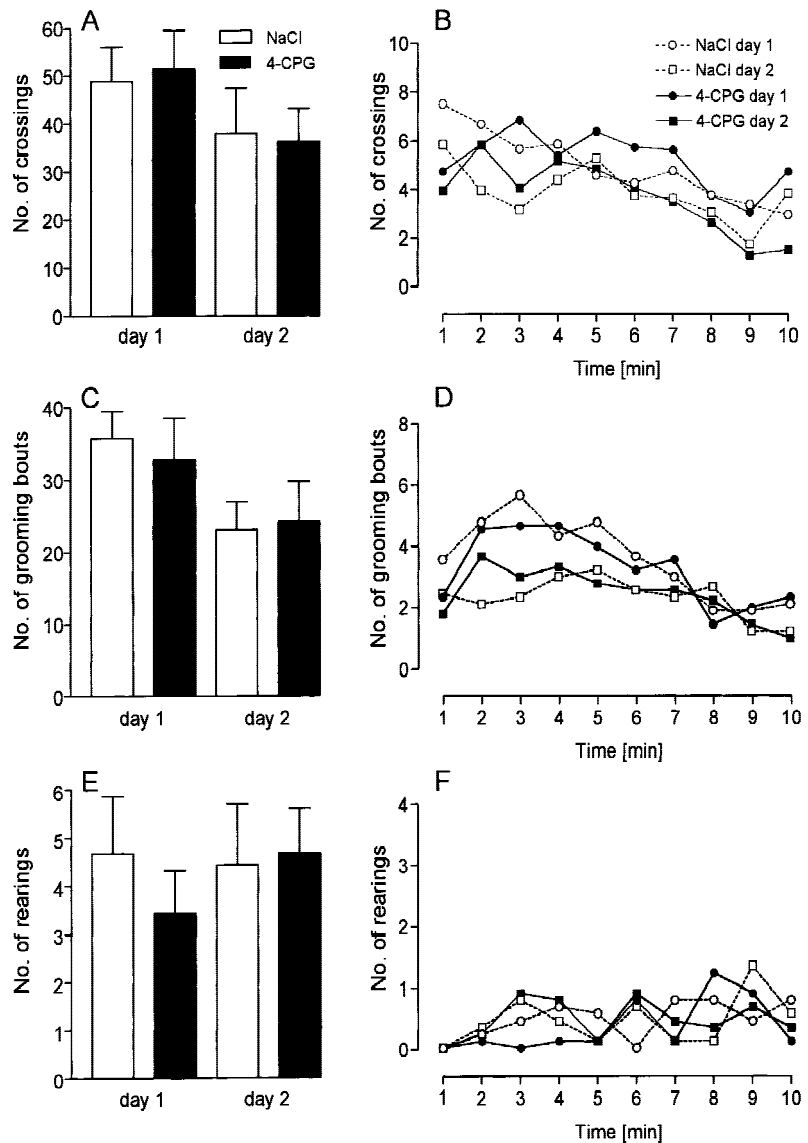 A
NaCl
4-CPG
No. of crossings
60
50
40
30
20
10
0
day 1 day 2
B
NaCl day 1
NaCl day 2
4-CPG day 1
4-CPG day 2
No. of crossings
10
8
6
4
2
0
1 2 3 4 5 6 7 8 9 10
Time [min]
C
No. of grooming bouts
40
30
20
10
0
day 1 day 2
D
No. of grooming bouts
8
6
4
2
0
1 2 3 4 5 6 7 8 9 10
Time [min]
E
No. of rearings
6
5
4
3
2
1
0
day 1 day 2
F
No. of rearings
4
3
2
1
0
1 2 3 4 5 6 7 8 9 10
Time [min]